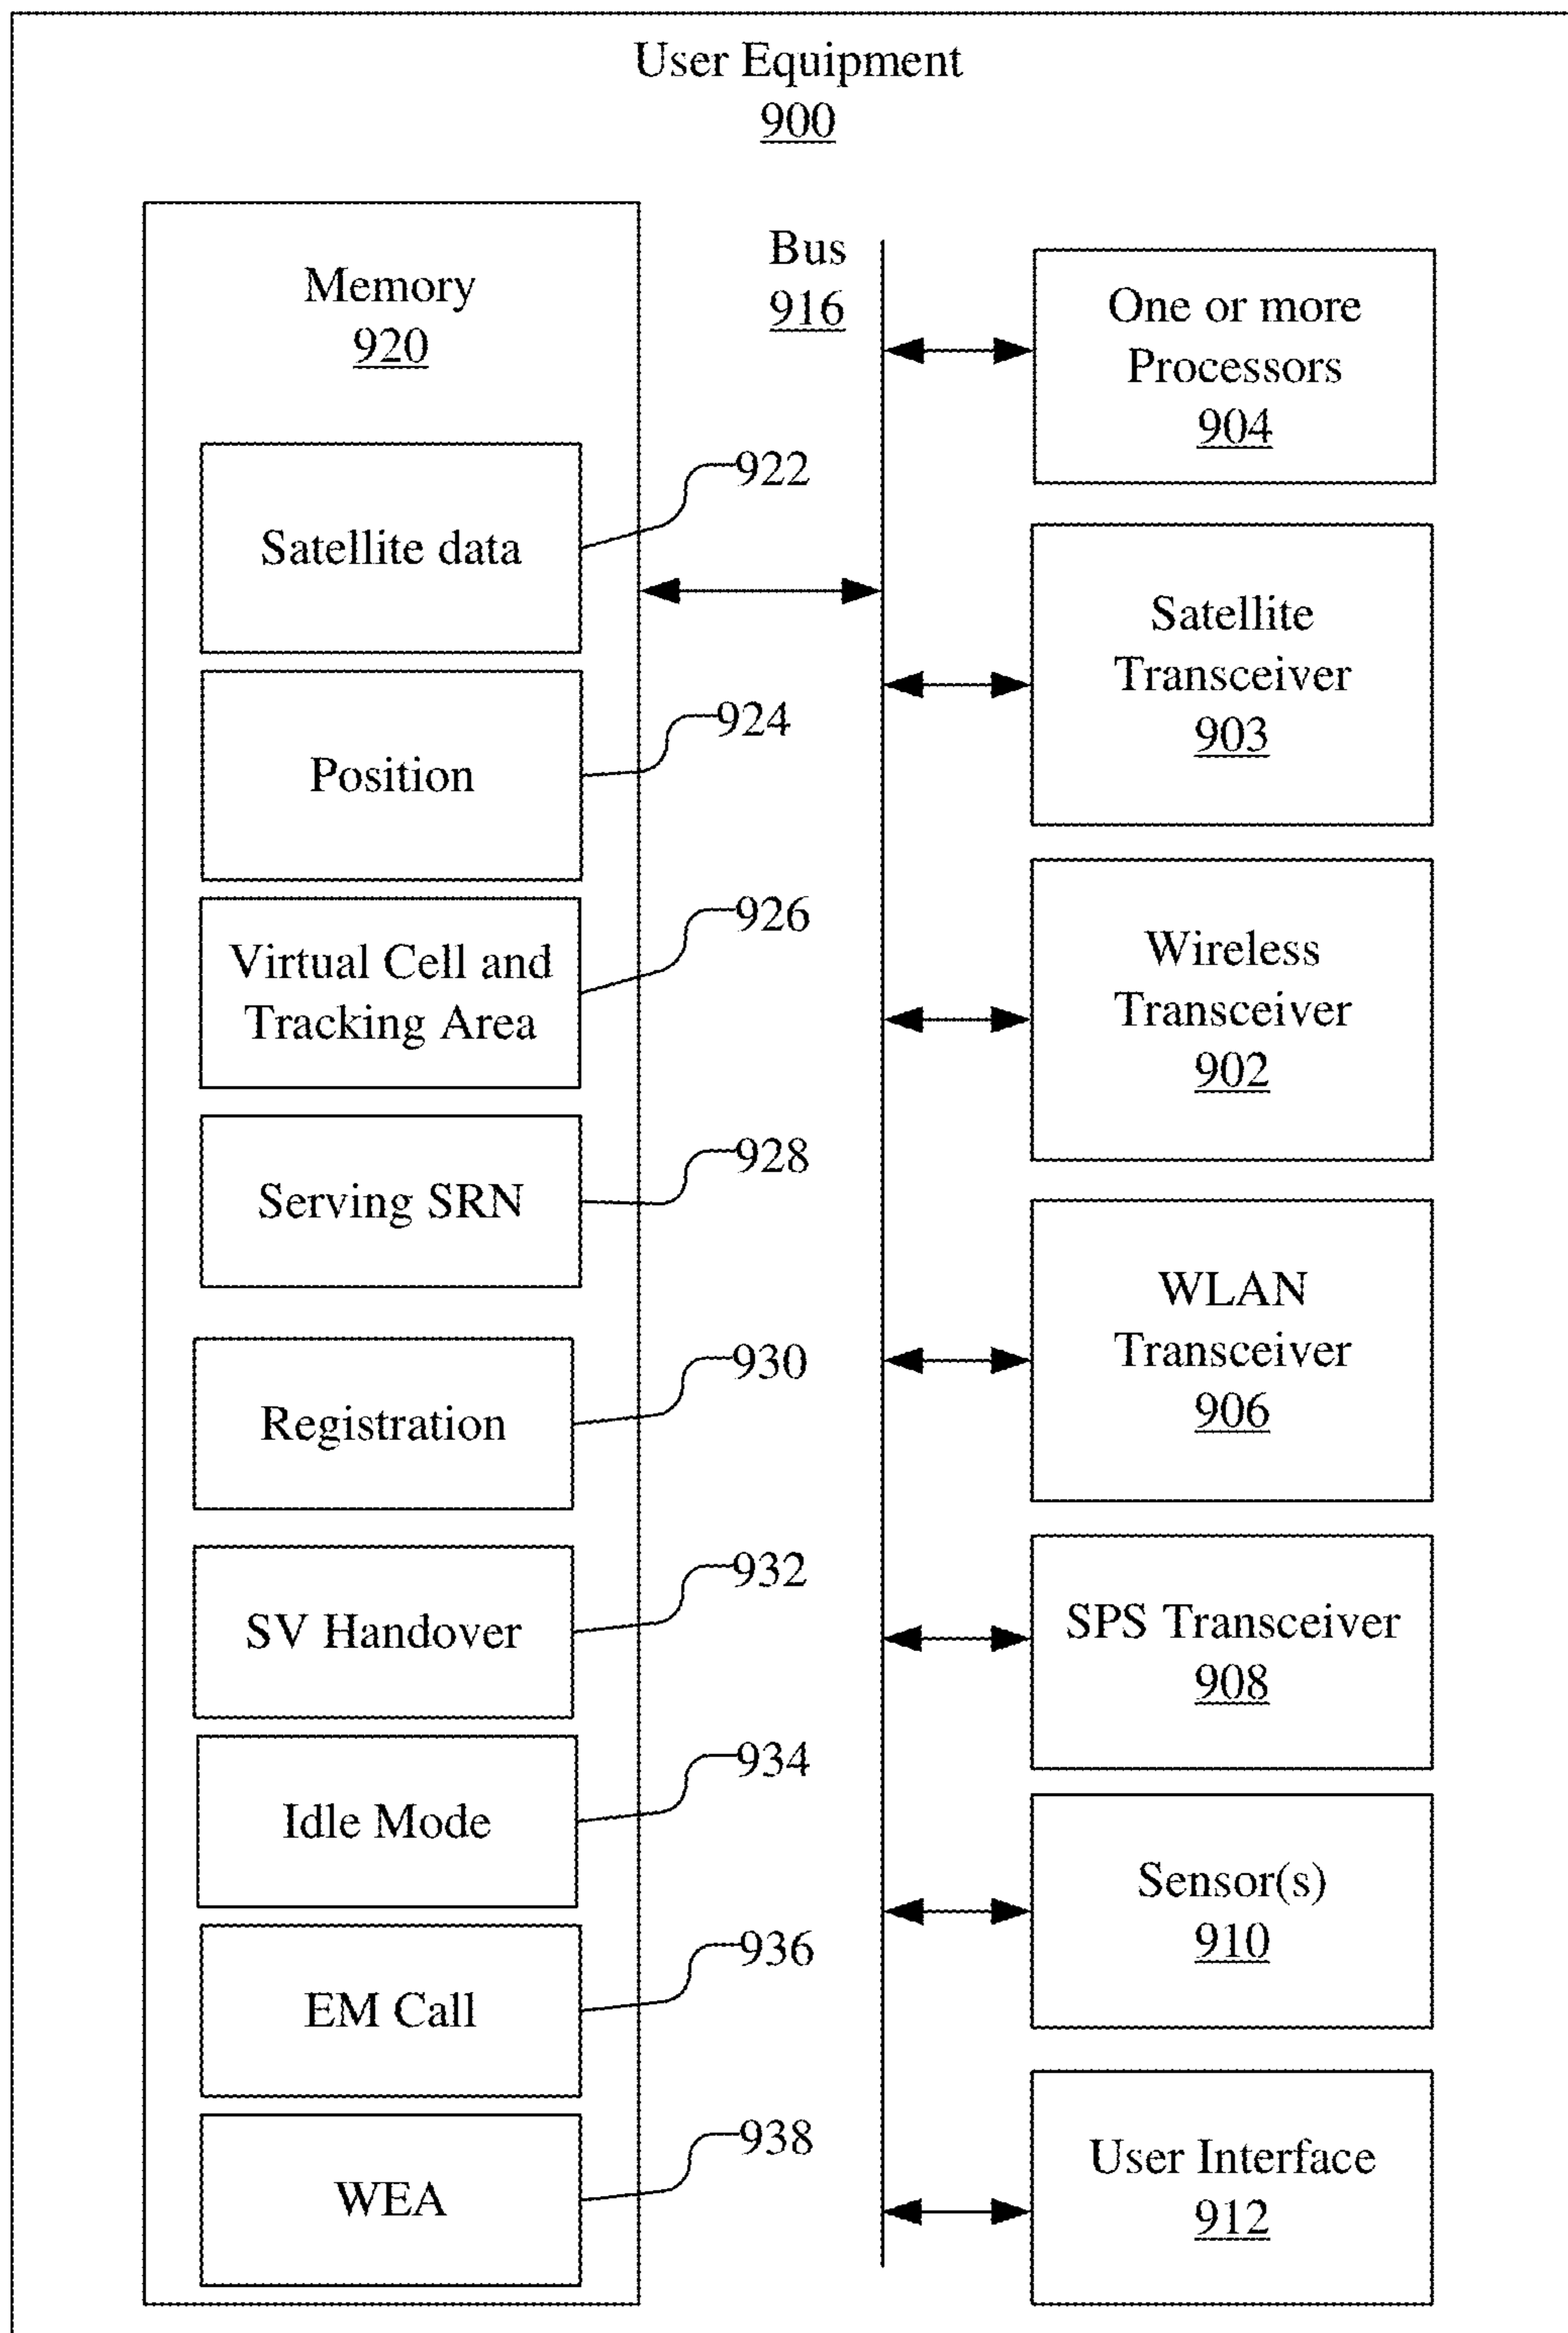 User Equipment
900
Memory
920
Satellite data
922
Position
924
Virtual Cell and
Tracking Area
926
Serving SRN
928
Registration
930
SV Handover
932
Idle Mode
934
EM Call
936
WEA
938
Bus
916
One or more
Processors
904
Satellite
Transceiver
903
Wireless
Transceiver
902
WLAN
Transceiver
906
SPS Transceiver
908
Sensor(s)
910
User Interface
912